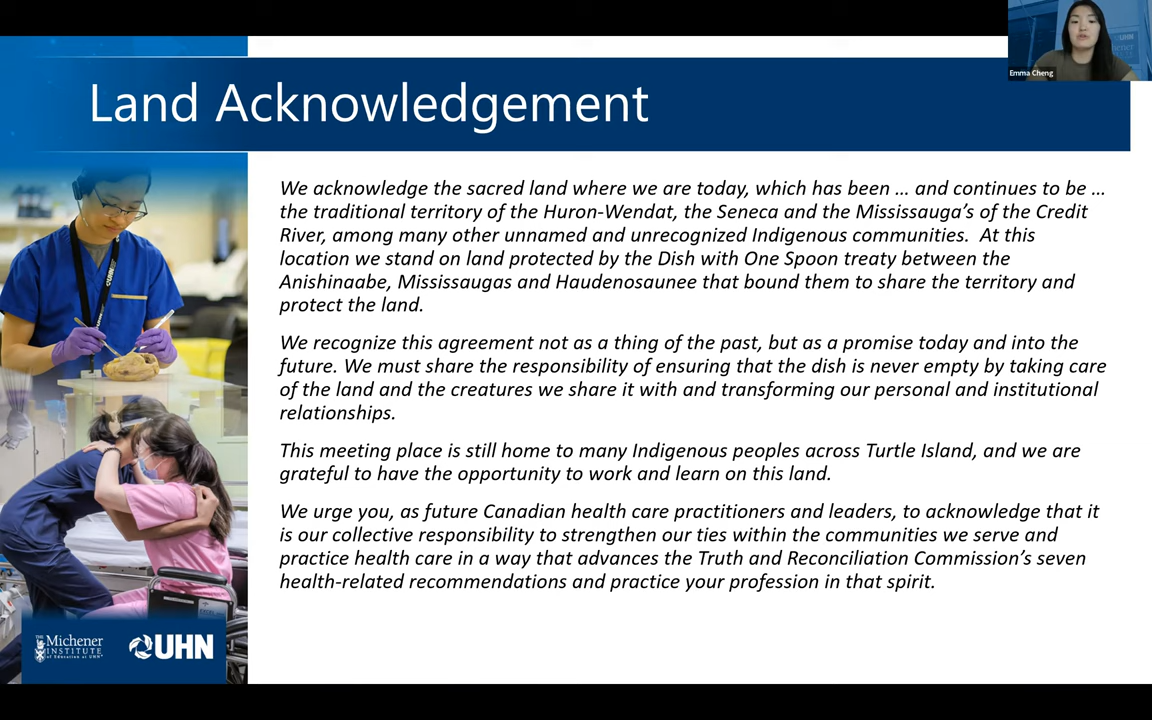 Emma Cheng
Land Acknowledgement
We acknowledge the sacred land where we are today, which has been ... and continues to be ...
the traditional territory of the Huron-Wendat, the Seneca and the Mississauga's of the Credit
River, among many other unnamed and unrecognized Indigenous communities.  At this
location we stand on land protected by the Dish with One Spoon treaty between the
Anishinaabe, Mississaugas and Haudenosaunee that bound them to share the territory and
protect the land.
We recognize this agreement not as a thing of the past, but as a promise today and into the
future. We must share the responsibility of ensuring that the dish is never empty by taking care
of the land and the creatures we share it with and transforming our personal and institutional
relationships.
This meeting place is still home to many Indigenous peoples across Turtle Island, and we are
grateful to have the opportunity to work and learn on this land.
We urge you, as future Canadian health care practitioners and leaders, to acknowledge that it
is our collective responsibility to strengthen our ties within the communities we serve and
practice health care in a way that advances the Truth and Reconciliation Commission's seven
health-related recommendations and practice your profession in that spirit.
THE
Michener
INSTITUTE
of Education at UHN
UHN